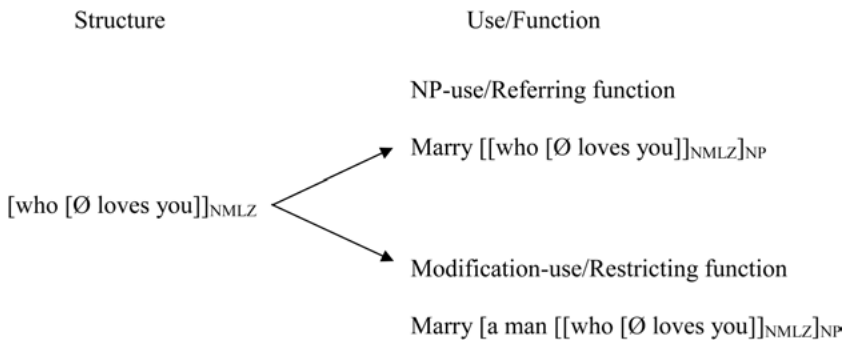 Structure Use/Function
NP-use/Referring function
Marry [[who [Ø loves you]]NMLZ]NP
[who [Ø loves you]]NMLZ
Modification-use/Restricting function
Marry [a man [[who [Ø loves you]]NMLZ]NP.